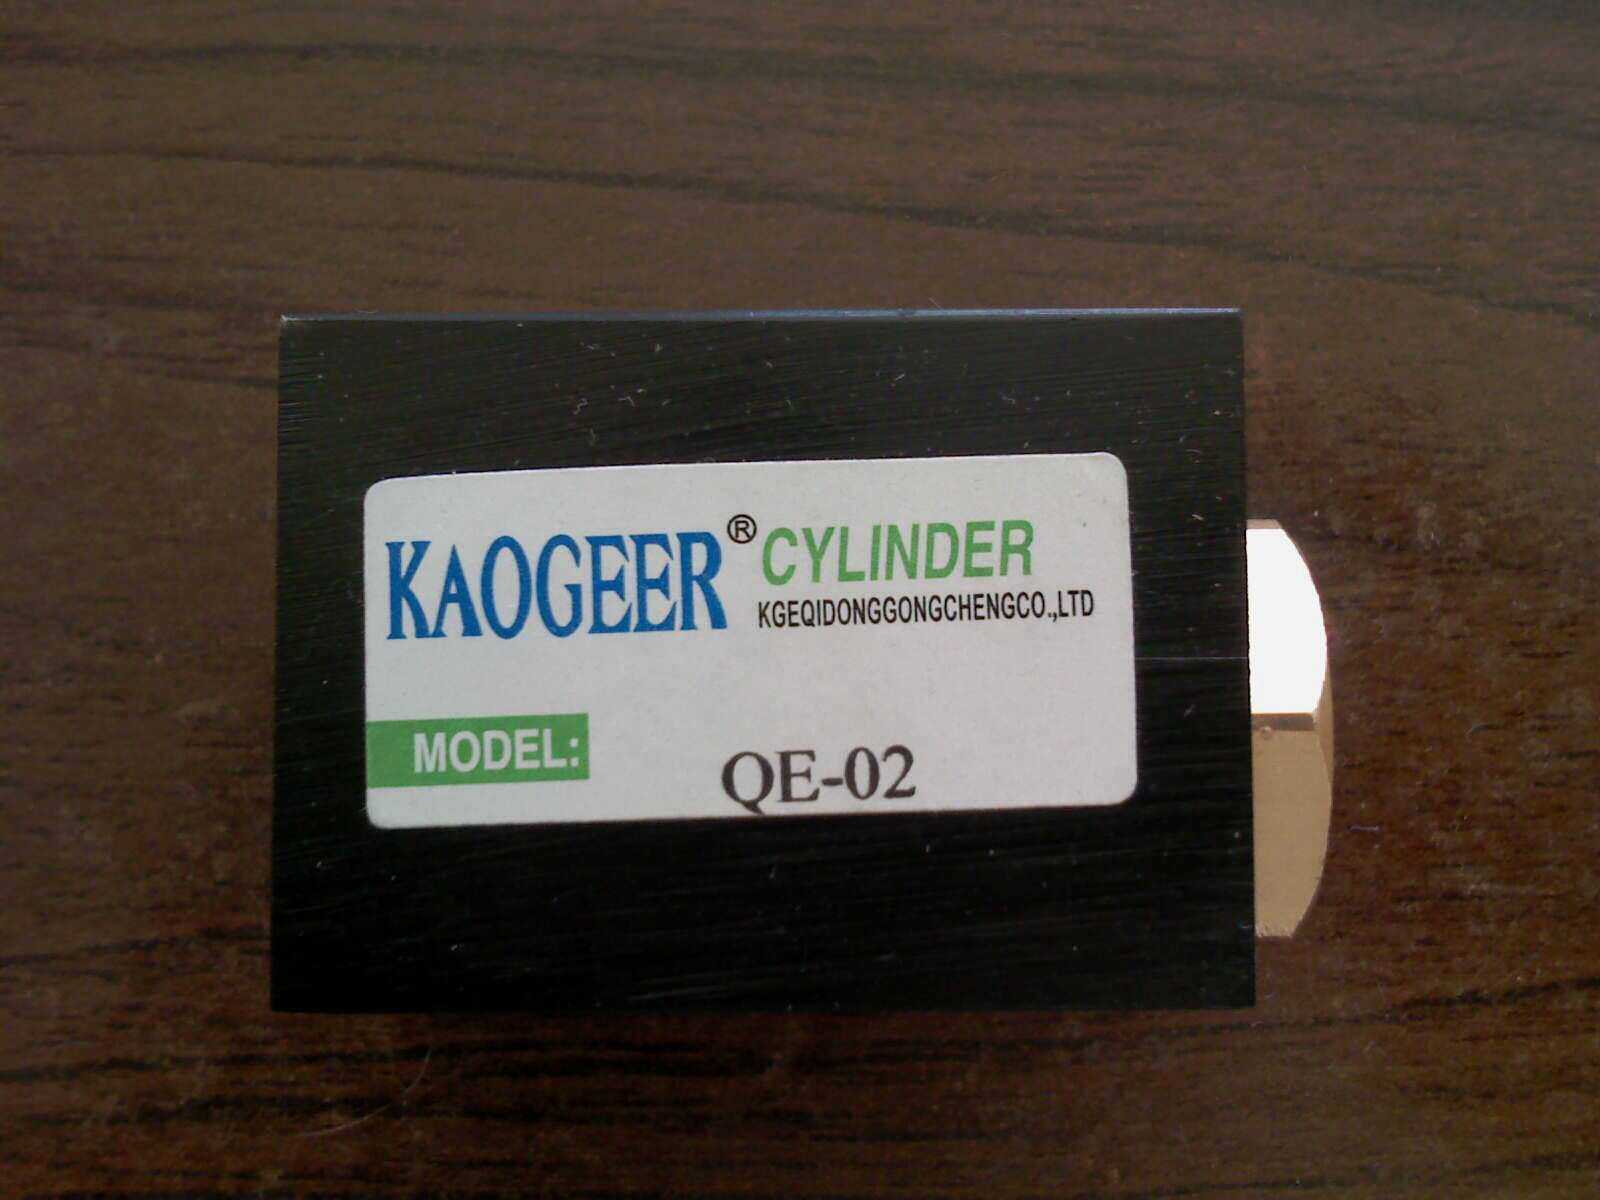 KAOGEER® CYLINDER
KGEQIDONGGONGCHENGCO.,LTD
MODEL: QE-02